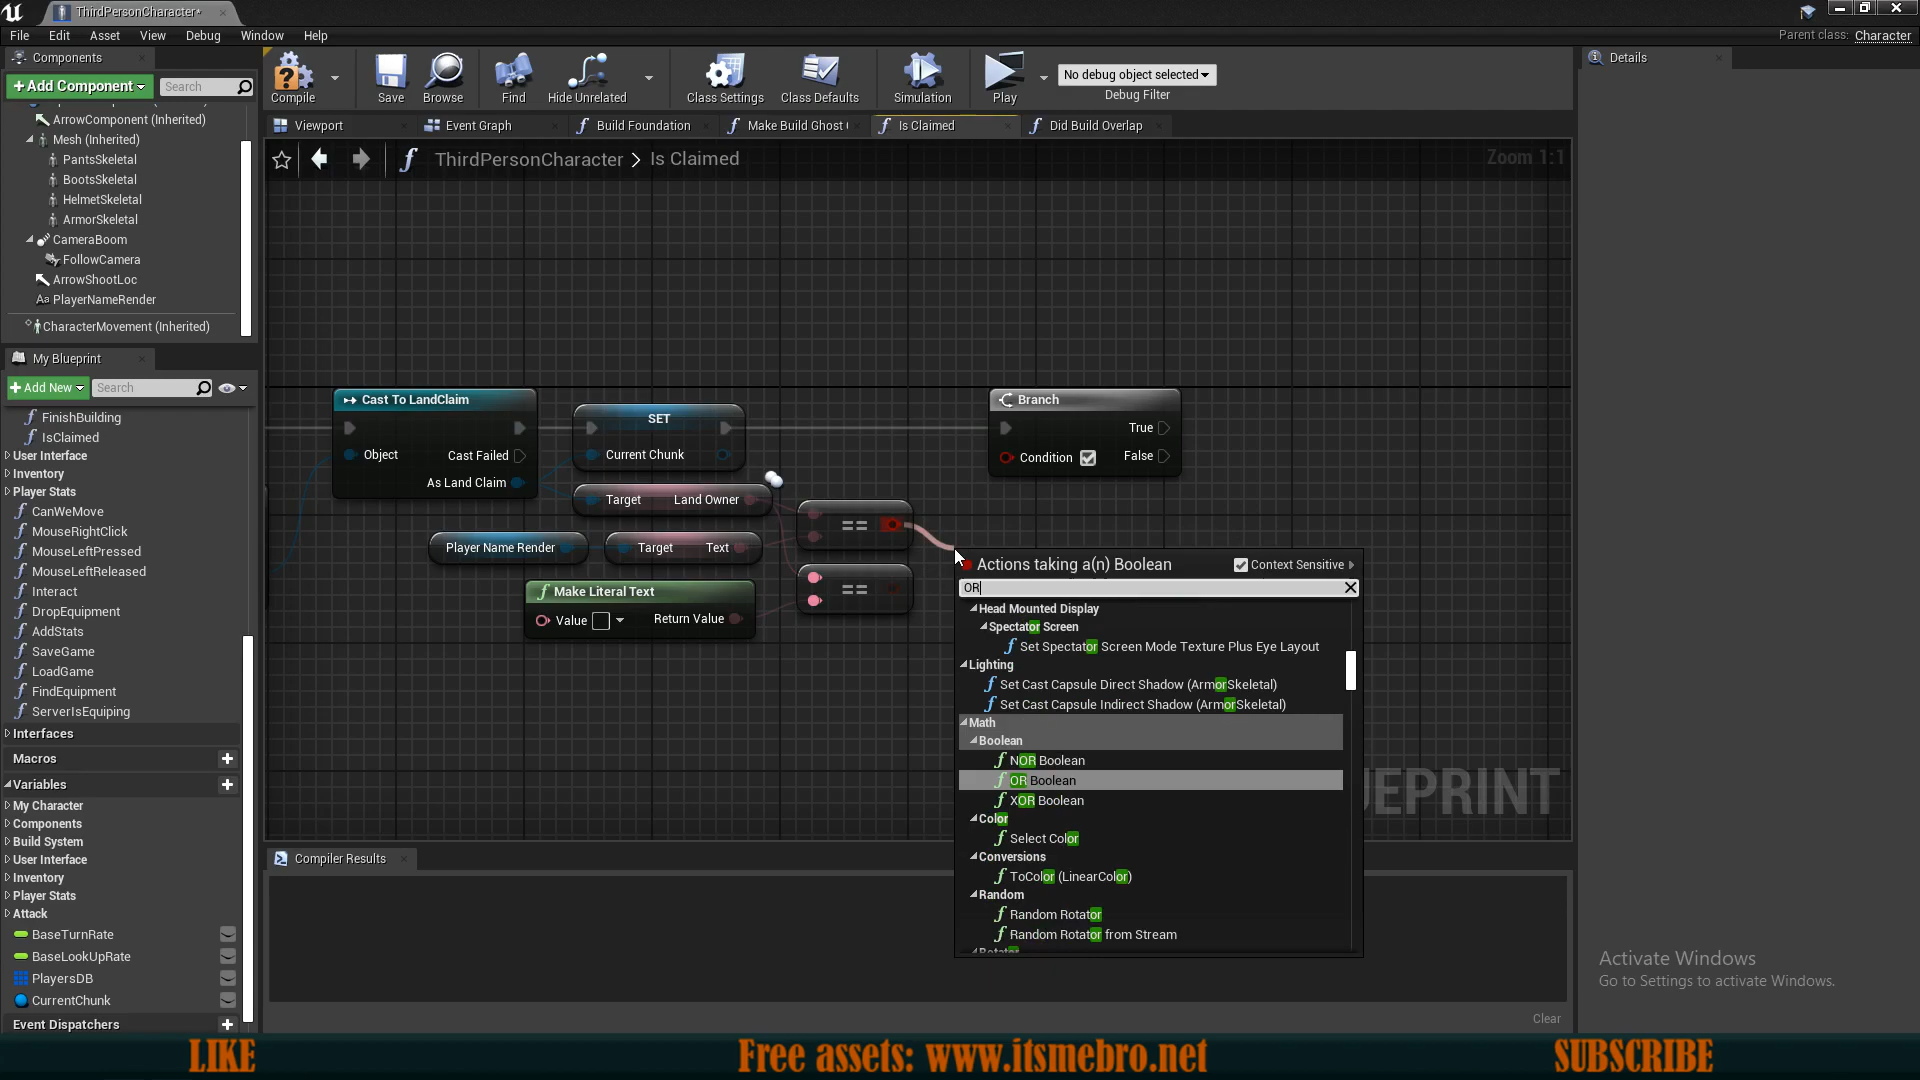 ThirdPersonCharacter*
File Edit Asset View Debug Window Help
Parent class: Character
Components
+ Add Component
Search
ArrowComponent (Inherited)
Mesh (Inherited)
PantsSkeletal
BootsSkeletal
HelmetSkeletal
ArmorSkeletal
CameraBoom
FollowCamera
ArrowShootLoc
PlayerNameRender
CharacterMovement (Inherited)
My Blueprint
+ Add New
Search
FinishBuilding
IsClaimed
User Interface
Inventory
Player Stats
CanWeMove
MouseRightClick
MouseLeftPressed
MouseLeftReleased
Interact
DropEquipment
AddStats
SaveGame
LoadGame
FindEquipment
ServerIsEquiping
Interfaces
Macros
Variables
My Character
Components
Build System
User Interface
Inventory
Player Stats
Attack
BaseTurnRate
BaseLookUpRate
PlayersDB
CurrentChunk
Event Dispatchers
Compile
Save
Browse
Find
Hide Unrelated
Class Settings
Class Defaults
Simulation
Play
No debug object selected
Debug Filter
Viewport
Event Graph
Build Foundation
Make Build Ghost (
Is Claimed
Did Build Overlap
ThirdPersonCharacter > Is Claimed
Zoom 1:1
Cast To LandClaim
Object
Cast Failed
As Land Claim
SET
Current Chunk
Target Land Owner
Player Name Render
Target Text
Make Literal Text
Value
Return Value
==
==
Branch
True
Condition
False
Actions taking a(n) Boolean
Context Sensitive
OR
Head Mounted Display
Spectator Screen
Set Spectator Screen Mode Texture Plus Eye Layout
Lighting
Set Cast Capsule Direct Shadow (ArmorSkeletal)
Set Cast Capsule Indirect Shadow (ArmorSkeletal)
Math
Boolean
NOR Boolean
OR Boolean
XOR Boolean
Color
Select Color
Conversions
ToColor (LinearColor)
Random
Random Rotator
Random Rotator from Stream
Rotator
EPRINT
Compiler Results
Clear
Details
Activate Windows
Go to Settings to activate Windows.
LIKE
Free assets: www.itsmebro.net
SUBSCRIBE